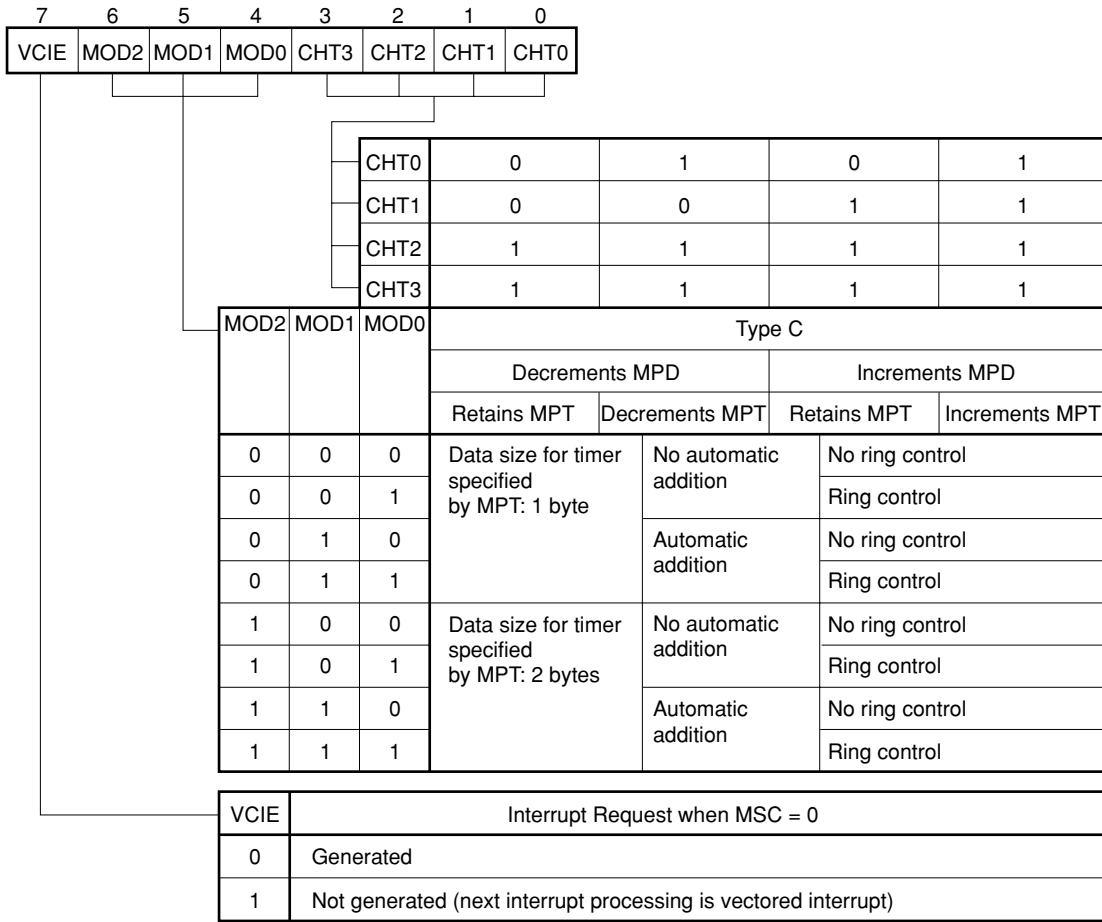 7 6 5 4 3 2 1 0
VCIE MOD2 MOD1 MOD0 CHT3 CHT2 CHT1 CHT0
CHT0 0 1 0 1
CHT1 0 0 1 1
CHT2 1 1 1 1
CHT3 1 1 1 1
MOD2 MOD1 MOD0 Type C
Decrements MPD Increments MPD
Retains MPT Decrements MPT Retains MPT Increments MPT
0 0 0 Data size for timer specified by MPT: 1 byte No automatic addition No ring control
0 0 1 Ring control
0 1 0 Automatic addition No ring control
0 1 1 Ring control
1 0 0 Data size for timer specified by MPT: 2 bytes No automatic addition No ring control
1 0 1 Ring control
1 1 0 Automatic addition No ring control
1 1 1 Ring control
VCIE Interrupt Request when MSC = 0
0 Generated
1 Not generated (next interrupt processing is vectored interrupt)